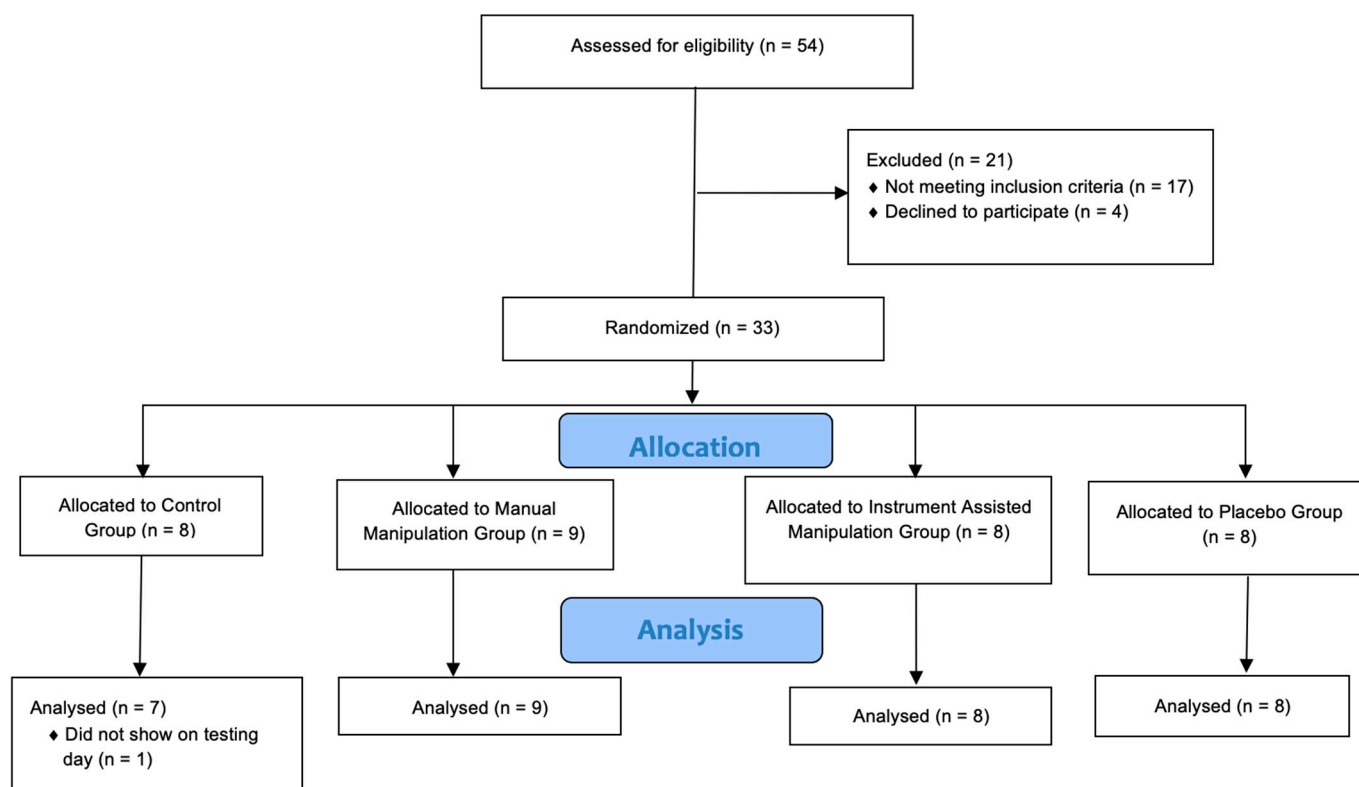 Assessed for eligibility (n = 54)
Excluded (n = 21)
♦ Not meeting inclusion criteria (n = 17)
♦ Declined to participate (n = 4)
Randomized (n = 33)
Allocation
Allocated to Control
Group (n = 8)
Allocated to Manual
Manipulation Group (n = 9)
Allocated to Instrument Assisted
Manipulation Group (n = 8)
Allocated to Placebo Group
(n = 8)
Analysis
Analysed (n = 7)
♦ Did not show on testing
day (n = 1)
Analysed (n = 9)
Analysed (n = 8)
Analysed (n = 8)